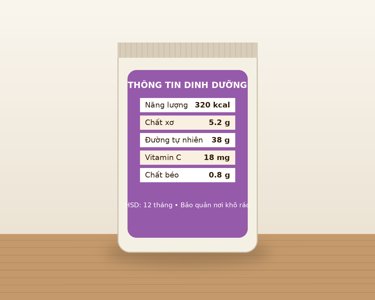 THÔNG TIN DINH DƯỠNG
Năng lượng 320 kcal
Chất xơ 5.2 g
Đường tự nhiên 38 g
Vitamin C 18 mg
Chất béo 0.8 g
HSD: 12 tháng • Bảo quản nơi khô ráo